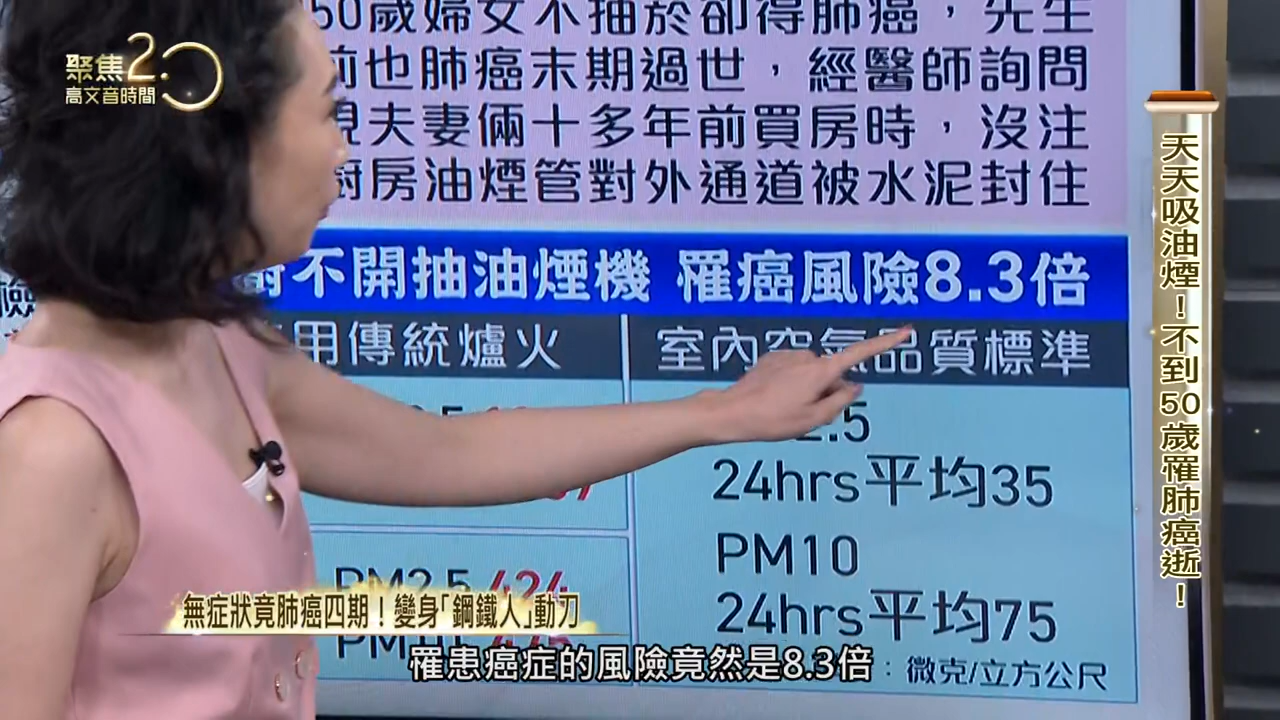 聚焦2.0
高文音時間
50歲婦女不抽菸卻得肺癌，先生
前也肺癌末期過世，經醫師詢問
現夫妻倆十多年前買房時，沒注
廚房油煙管對外通道被水泥封住
廚不開抽油煙機 罹癌風險8.3倍
用傳統爐火
室內空氣品質標準
2.5
24hrs平均35
PM10
24hrs平均75
PM2.5 424
：微克/立方公尺
天天吸油煙！不到50歲罹肺癌逝！
無症狀竟肺癌四期！變身「鋼鐵人」動刀
罹患癌症的風險竟然是8.3倍